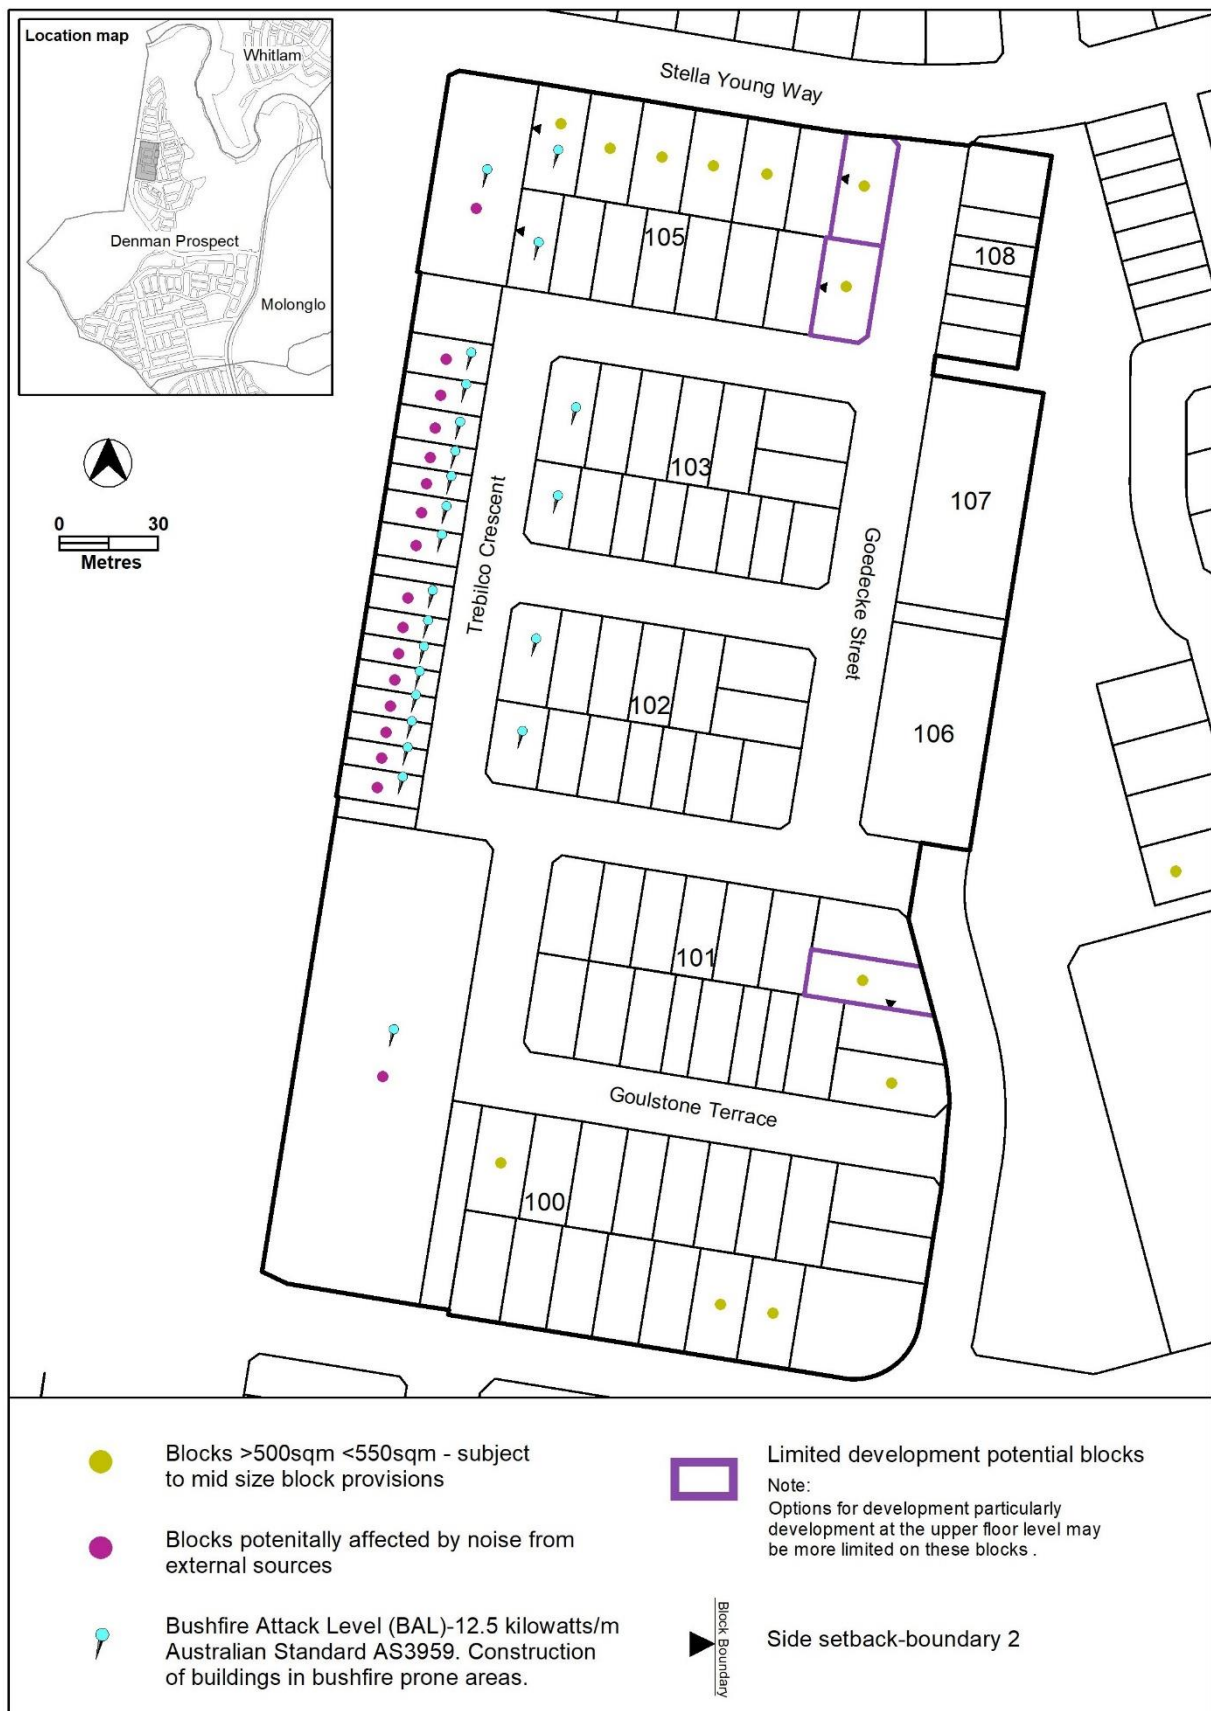 Location map
Whitlam
Denman Prospect
Molonglo
Stella Young Way
105
108
0 30
Metres
103
107
Trebilco Crescent
Goedecke Street
102
106
101
Goulstone Terrace
100
Blocks >500sqm <550sqm - subject
to mid size block provisions
Blocks potenitally affected by noise from
external sources
Bushfire Attack Level (BAL)-12.5 kilowatts/m
Australian Standard AS3959. Construction
of buildings in bushfire prone areas.
Limited development potential blocks
Note:
Options for development particularly
development at the upper floor level may
be more limited on these blocks .
Block Boundary
Side setback-boundary 2